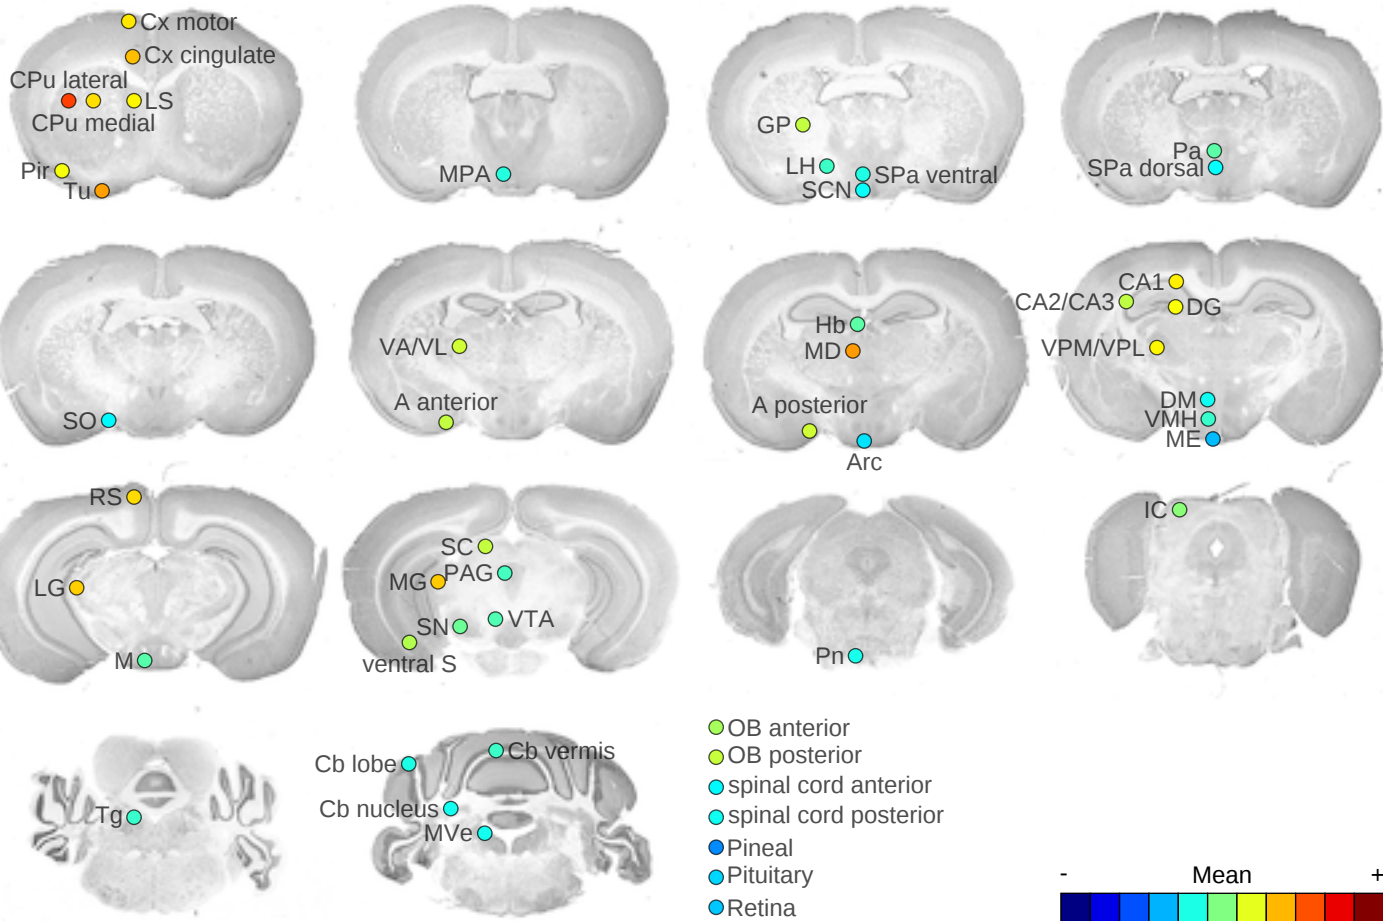 Cx motor
Cx cingulate
CPu lateral
LS
CPu medial
Pir
Tu
MPA
GP
LH
SPa ventral
SCN
Pa
SPa dorsal
SO
VA/VL
A anterior
Hb
MD
A posterior
Arc
CA1
CA2/CA3
DG
VPM/VPL
DM
VMH
ME
RS
LG
M
SC
MG
PAG
SN
VTA
ventral S
Pn
IC
Tg
Cb lobe
Cb vermis
Cb nucleus
MVe
OB anterior
OB posterior
spinal cord anterior
spinal cord posterior
Pineal
Pituitary
Retina
- Mean +